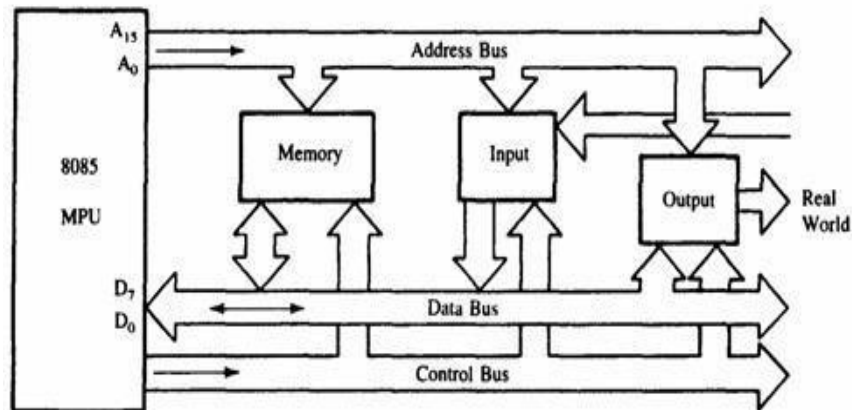 A15
Address Bus
A0
Memory
Input
8085
MPU
Output
Real
World
D7
Data Bus
D0
Control Bus